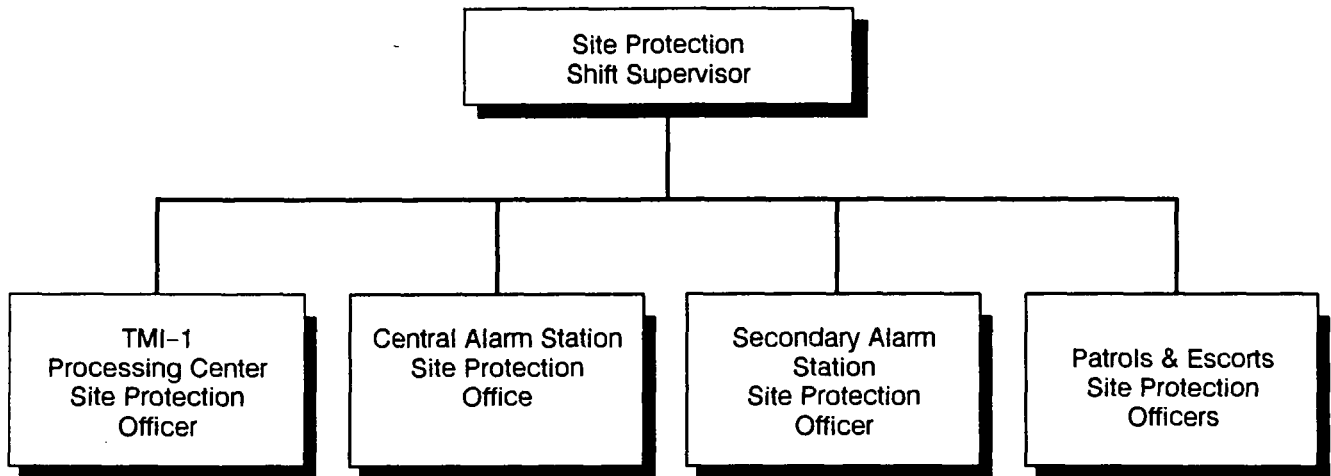 Site Protection
Shift Supervisor
TMI-1
Processing Center
Site Protection
Officer
Central Alarm Station
Site Protection
Office
Secondary Alarm
Station
Site Protection
Officer
Patrols & Escorts
Site Protection
Officers